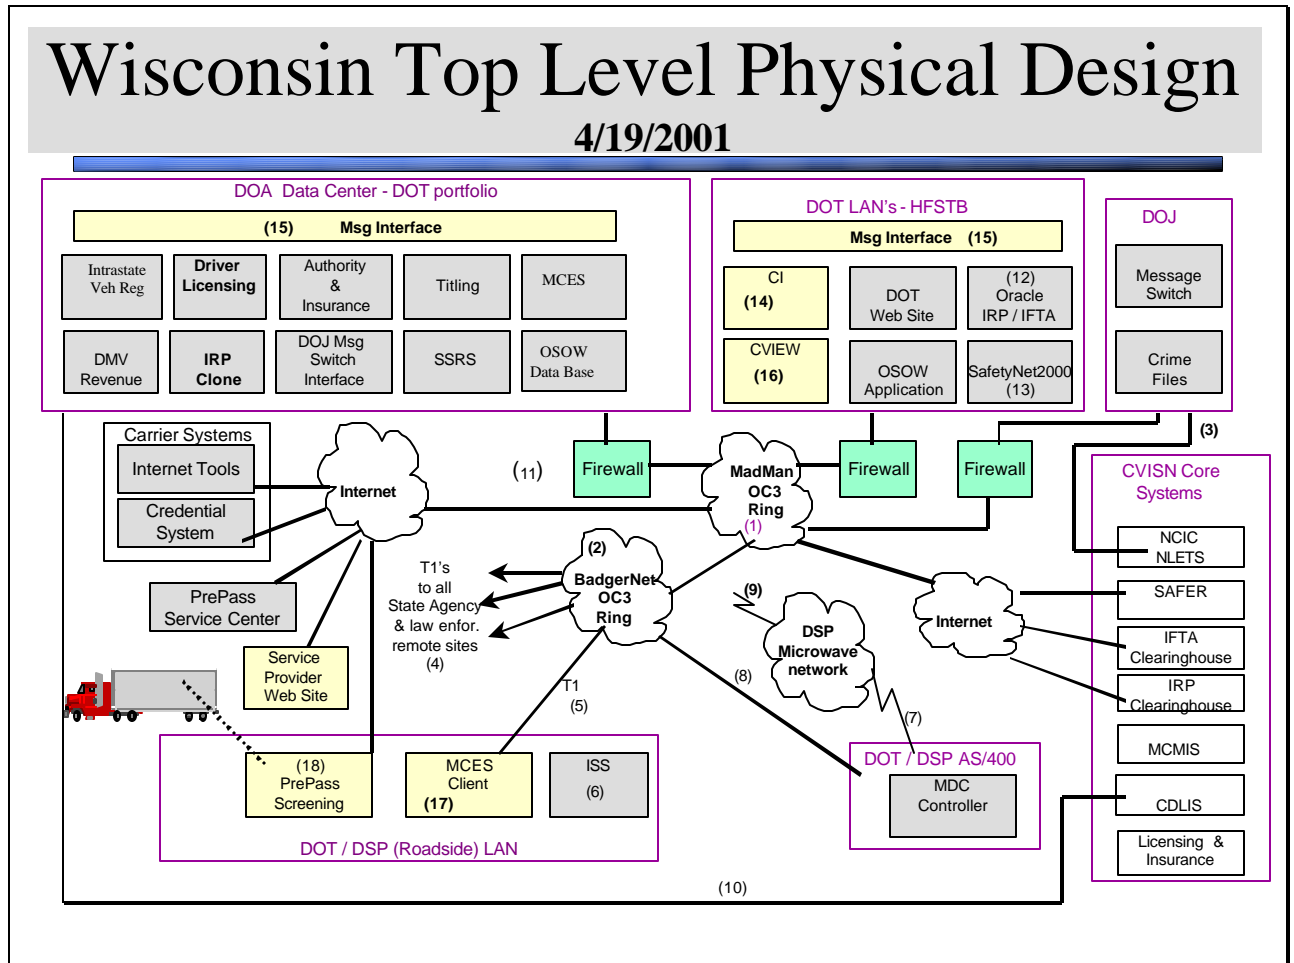 Wisconsin Top Level Physical Design
4/19/2001
DOA Data Center - DOT portfolio
(15) Msg Interface
Intrastate
Veh Reg
Driver
Licensing
Authority
&
Insurance
Titling
MCES
DMV
Revenue
IRP
Clone
DOJ Msg
Switch
Interface
SSRS
OSOW
Data Base
DOT LAN's - HFSTB
Msg Interface (15)
CI
(14)
DOT
Web Site
(12)
Oracle
IRP / IFTA
CVIEW
(16)
OSOW
Application
SafetyNet2000
(13)
DOJ
Message
Switch
Crime
Files
(3)
Carrier Systems
Internet Tools
Credential
System
Internet
(11)
Firewall
MadMan
OC3
Ring
(1)
Firewall
Firewall
CVISN Core
Systems
NCIC
NLETS
SAFER
IFTA
Clearinghouse
IRP
Clearinghouse
MCMIS
CDLIS
Licensing &
Insurance
PrePass
Service Center
Service
Provider
Web Site
T1's
to all
State Agency
& law enfor.
remote sites
(4)
(2)
BadgerNet
OC3
Ring
(9)
DSP
Microwave
network
Internet
T1
(5)
(8)
(7)
(18)
PrePass
Screening
MCES
Client
(17)
ISS
(6)
DOT / DSP (Roadside) LAN
DOT / DSP AS/400
MDC
Controller
(10)